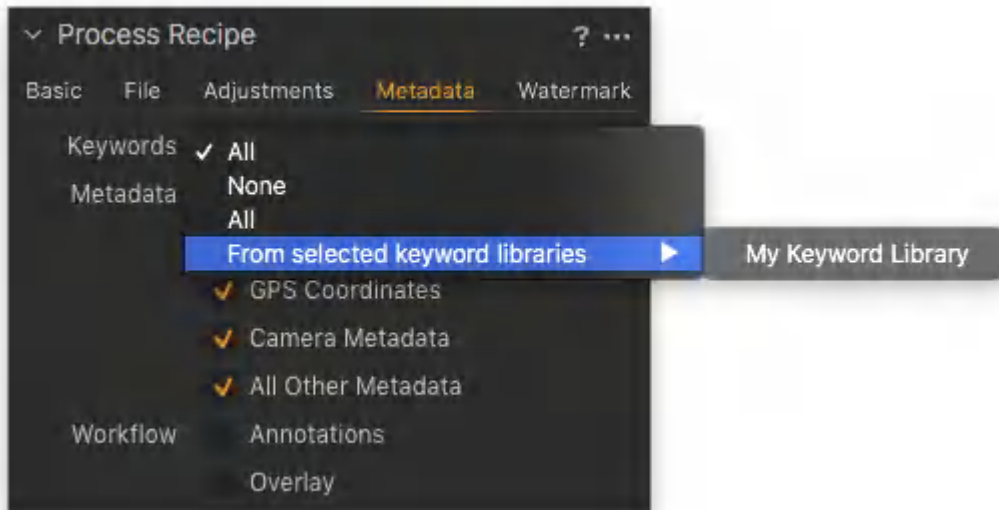 Process Recipe ? ...
Basic File Adjustments Metadata Watermark
Keywords ✓ All
Metadata None
All
From selected keyword libraries ▶ My Keyword Library
✓ GPS Coordinates
✓ Camera Metadata
✓ All Other Metadata
Workflow Annotations
Overlay